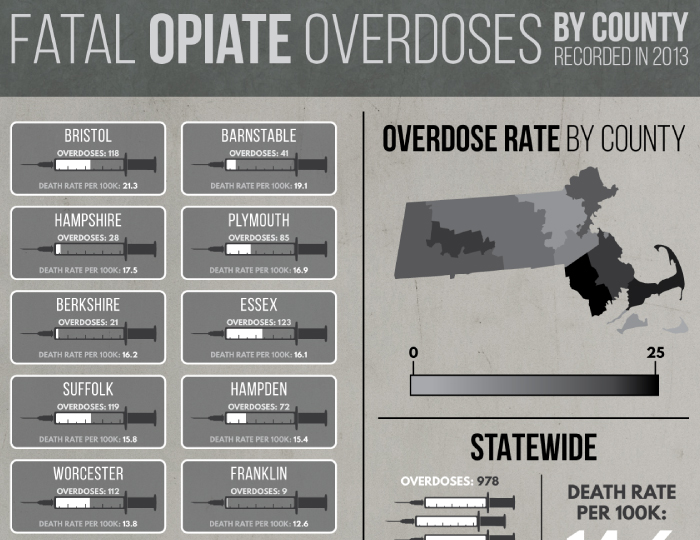 FATAL OPIATE OVERDOSES BY COUNTY
RECORDED IN 2013
BRISTOL
OVERDOSES: 118
DEATH RATE PER 100K: 21.3
BARNSTABLE
OVERDOSES: 41
DEATH RATE PER 100K: 19.1
HAMPSHIRE
OVERDOSES: 28
DEATH RATE PER 100K: 17.5
PLYMOUTH
OVERDOSES: 85
DEATH RATE PER 100K: 16.9
BERKSHIRE
OVERDOSES: 21
DEATH RATE PER 100K: 16.2
ESSEX
OVERDOSES: 123
DEATH RATE PER 100K: 16.1
SUFFOLK
OVERDOSES: 119
DEATH RATE PER 100K: 15.8
HAMPDEN
OVERDOSES: 72
DEATH RATE PER 100K: 15.4
WORCESTER
OVERDOSES: 112
DEATH RATE PER 100K: 13.8
FRANKLIN
OVERDOSES: 9
DEATH RATE PER 100K: 12.6
OVERDOSE RATE BY COUNTY
0 25
STATEWIDE
OVERDOSES: 978
DEATH RATE
PER 100K: